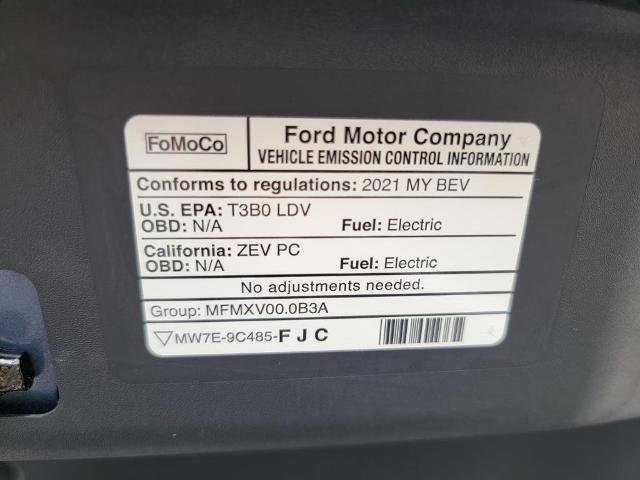 FoMoCo
Ford Motor Company
VEHICLE EMISSION CONTROL INFORMATION
Conforms to regulations: 2021 MY BEV
U.S. EPA: T3B0 LDV
OBD: N/A Fuel: Electric
California: ZEV PC
OBD: N/A Fuel: Electric
No adjustments needed.
Group: MFMXV00.0B3A
MW7E-9C485-F J C